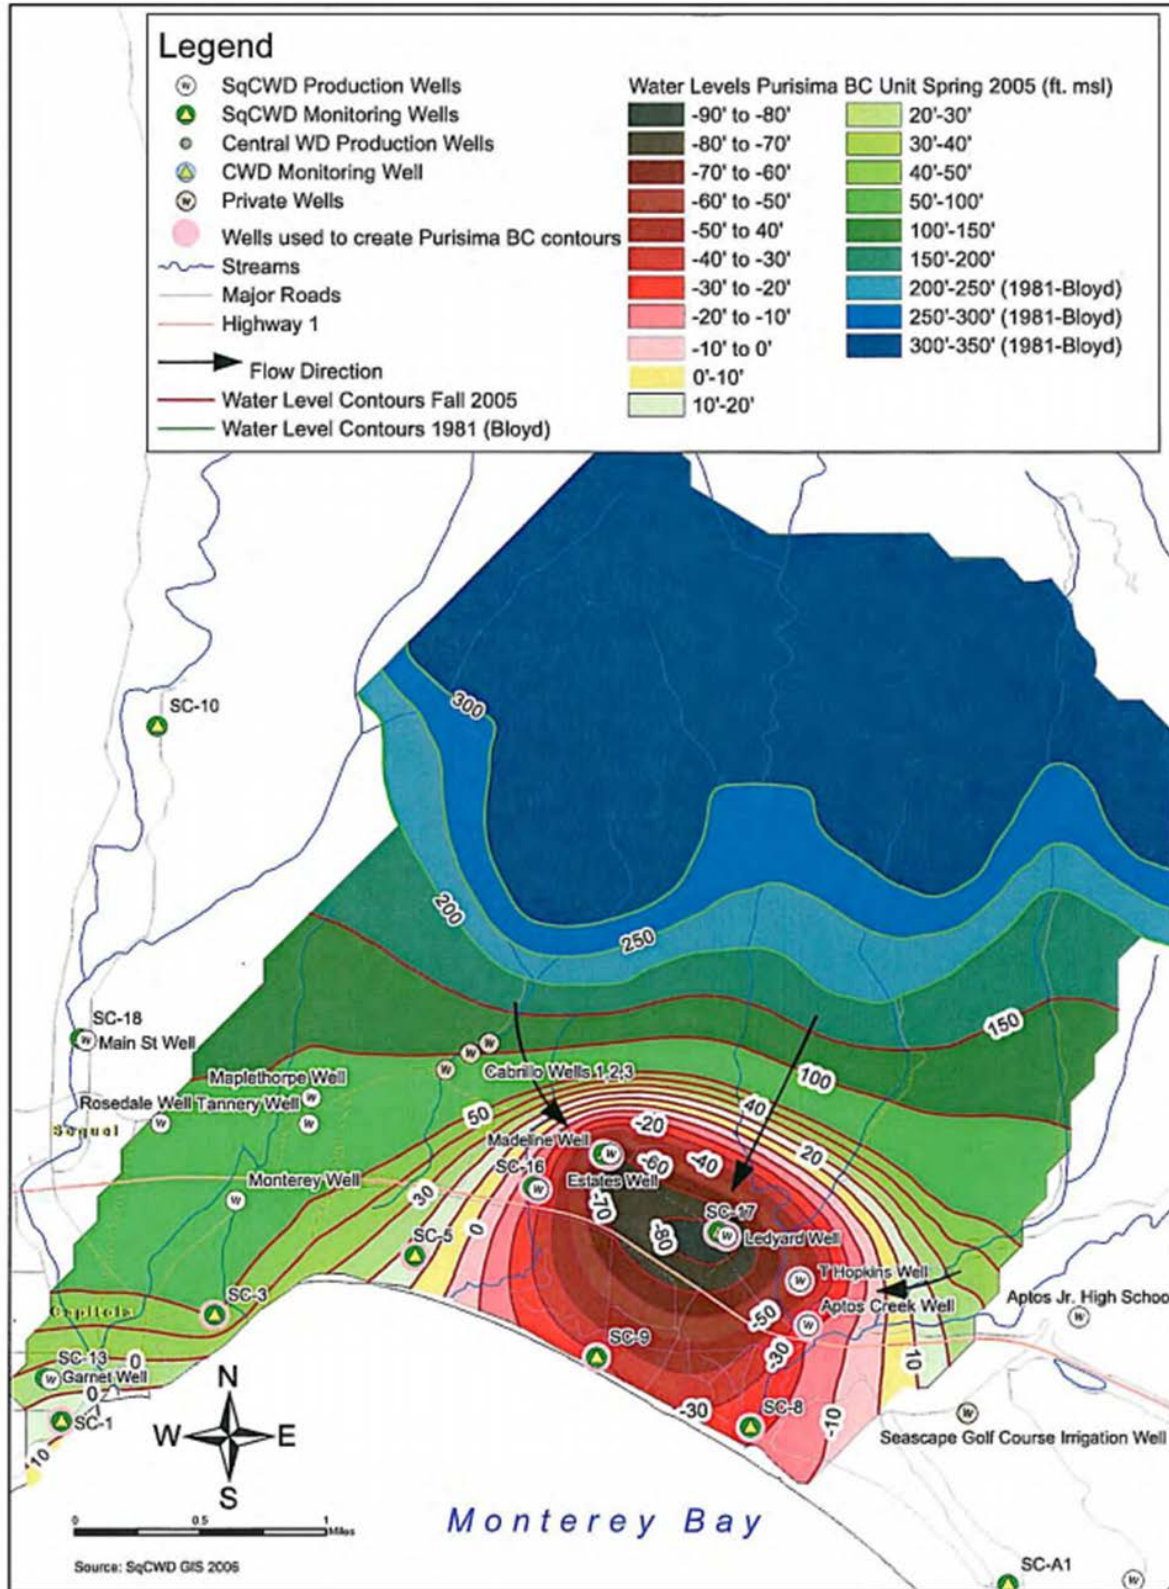 Legend
SqCWD Production Wells
SqCWD Monitoring Wells
Central WD Production Wells
CWD Monitoring Well
Private Wells
Wells used to create Purisima BC contours
Streams
Major Roads
Highway 1
Flow Direction
Water Level Contours Fall 2005
Water Level Contours 1981 (Bloyd)
Water Levels Purisima BC Unit Spring 2005 (ft. msl)
-90' to -80'
-80' to -70'
-70' to -60'
-60' to -50'
-50' to 40'
-40' to -30'
-30' to -20'
-20' to -10'
-10' to 0'
0'-10'
10'-20'
20'-30'
30'-40'
40'-50'
50'-100'
100'-150'
150'-200'
200'-250' (1981-Bloyd)
250'-300' (1981-Bloyd)
300'-350' (1981-Bloyd)
SC-10
300
200
250
SC-18
Main St Well
150
Cabrillo Wells 1,2,3
100
Maplethorpe Well
Rosedale Well
Tannery Well
Soquel
50
40
-20
20
Madeline Well
-60
-40
SC-16
Estates Well
Monterey Well
30
-70
SC-5
0
SC-17
-80
Ledyard Well
T Hopkins Well
SC-3
Capitola
Aptos Creek Well
-50
Aptos Jr. High Schoo
SC-9
-30
10
SC-13
0
Garnet Well
0
SC-1
-30
SC-8
-10
10
N
W
E
S
Seascape Golf Course Irrigation Well
Monterey Bay
0
0.5
1
Miles
Source: SqCWD GIS 2006
SC-A1